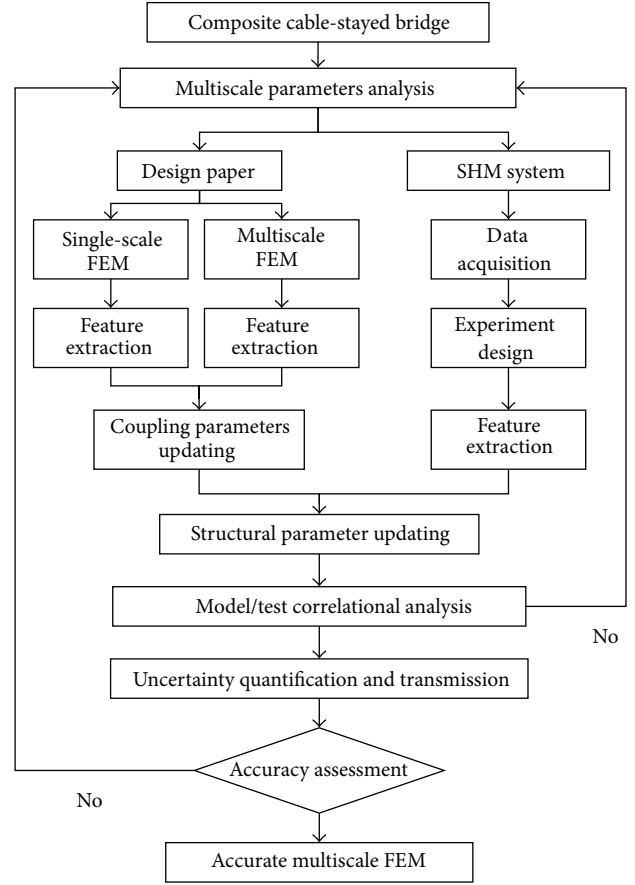 Composite cable-stayed bridge
Multiscale parameters analysis
Design paper
SHM system
Single-scale
FEM
Multiscale
FEM
Data
acquisition
Feature
extraction
Feature
extraction
Experiment
design
Coupling parameters
updating
Feature
extraction
Structural parameter updating
Model/test correlational analysis
No
Uncertainty quantification and transmission
Accuracy assessment
No
Accurate multiscale FEM